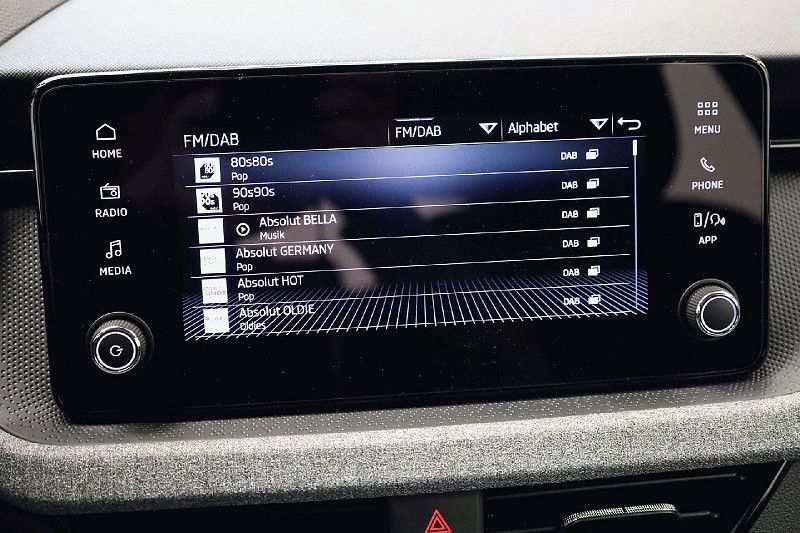 HOME
RADIO
MEDIA
FM/DAB
FM/DAB
Alphabet
80s80s
Pop
DAB
90s90s
Pop
DAB
Absolut BELLA
Musik
DAB
Absolut GERMANY
Pop
DAB
Absolut HOT
Pop
DAB
Absolut OLDIE
Oldies
DAB
MENU
PHONE
APP